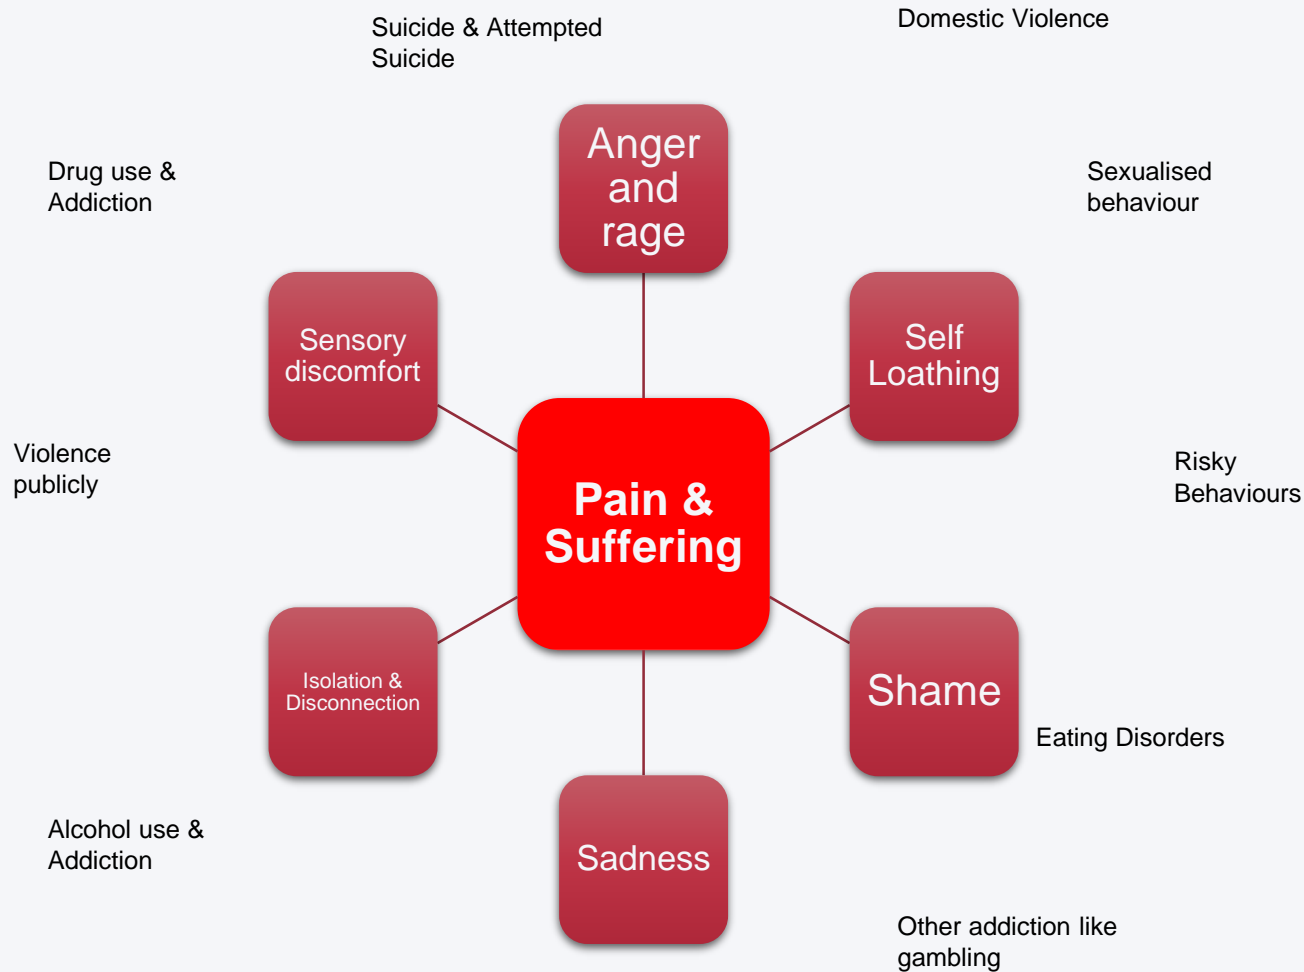 Domestic Violence
Suicide & Attempted
Suicide
Anger
and
rage
Drug use &
Addiction
Sexualised
behaviour
Sensory
discomfort
Self
Loathing
Violence
publicly
Risky
Behaviours
Pain &
Suffering
Isolation &
Disconnection
Shame
Eating Disorders
Alcohol use &
Addiction
Sadness
Other addiction like
gambling